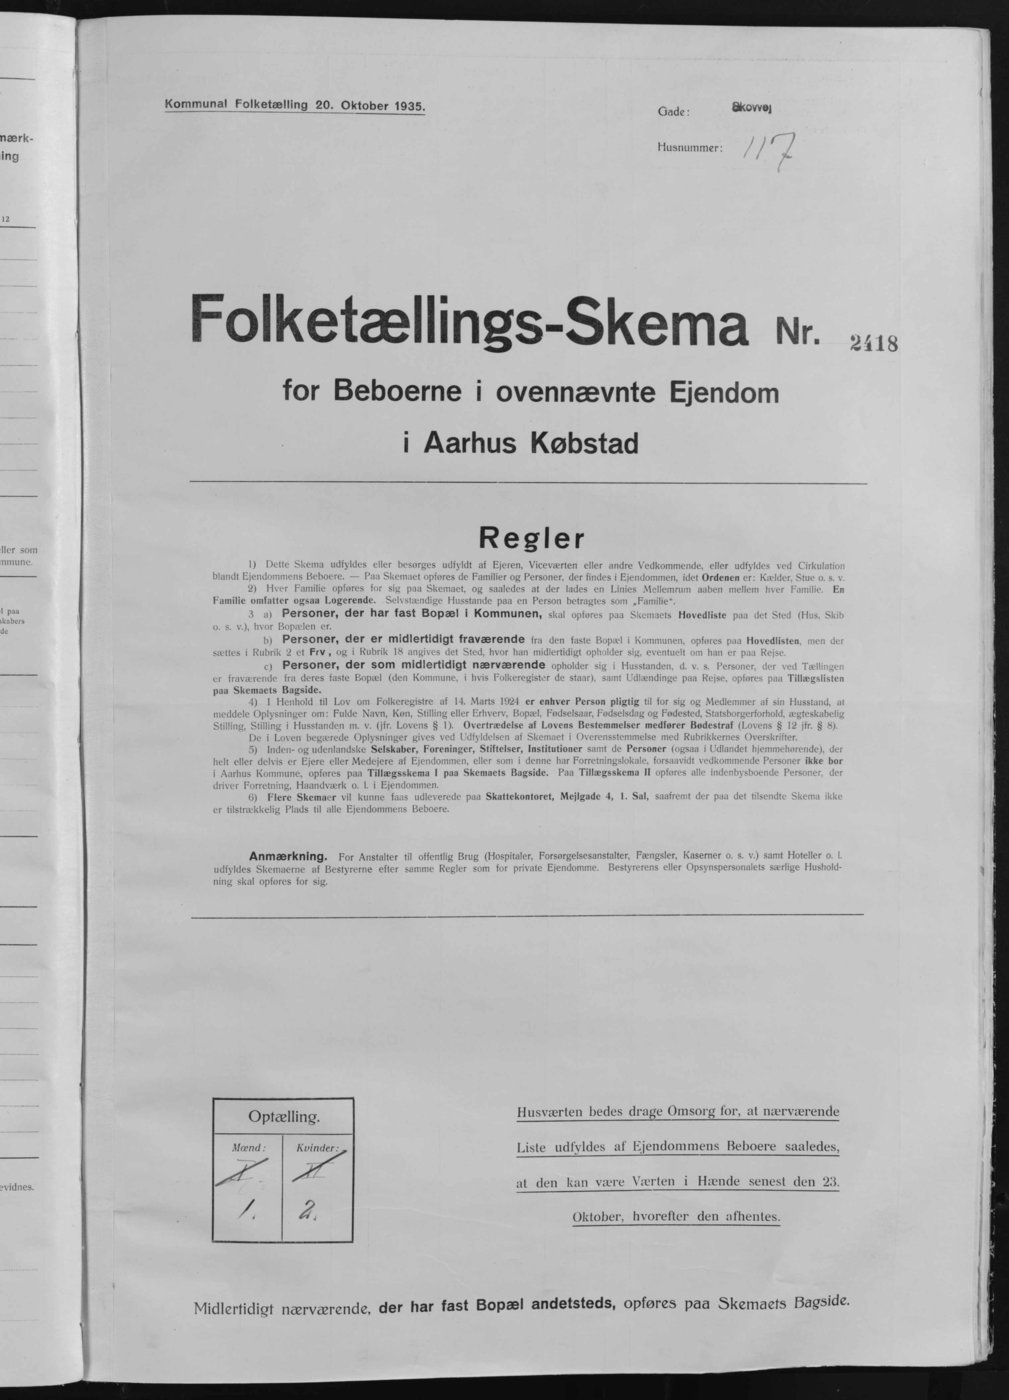 mærk-
ing
12
ller som
mmune.
l paa
skabers
de
evidnes.
Kommunal Folketælling 20. Oktober 1935.
Gade: Skovvej
Husnummer: 117
Folketællings-Skema Nr. 2418
for Beboerne i ovennævnte Ejendom
i Aarhus Købstad
Regler
1) Dette Skema udfyldes eller besørges udfyldt af Ejeren, Viceværten eller andre Vedkommende, eller udfyldes ved Cirkulation
blandt Ejendommens Beboere. — Paa Skemaet opføres de Familier og Personer, der findes i Ejendommen, idet Ordenen er: Kælder, Stue o. s. v.
2) Hver Familie opføres for sig paa Skemaet, og saaledes at der lades en Linies Mellemrum aaben mellem hver Familie. En
Familie omfatter ogsaa Logerende. Selvstændige Husstande paa en Person betragtes som „Familie“.
3 a) Personer, der har fast Bopæl i Kommunen, skal opføres paa Skemaets Hovedliste paa det Sted (Hus, Skib
o. s. v.), hvor Bopælen er.
b) Personer, der er midlertidigt fraværende fra den faste Bopæl i Kommunen, opføres paa Hovedlisten, men der
sættes i Rubrik 2 et Frv, og i Rubrik 18 angives det Sted, hvor han midlertidigt opholder sig, eventuelt om han er paa Rejse.
c) Personer, der som midlertidigt nærværende opholder sig i Husstanden, d. v. s. Personer, der ved Tællingen
er fraværende fra deres faste Bopæl (den Kommune, i hvis Folkeregister de staar), samt Udlændinge paa Rejse, opføres paa Tillægslisten
paa Skemaets Bagside.
4) I Henhold til Lov om Folkeregistre af 14. Marts 1924 er enhver Person pligtig til for sig og Medlemmer af sin Husstand, at
meddele Oplysninger om: Fulde Navn, Køn, Stilling eller Erhverv, Bopæl, Fødselsaar, Fødselsdag og Fødested, Statsborgerforhold, ægteskabelig
Stilling, Stilling i Husstanden m. v. (jfr. Lovens § 1). Overtrædelse af Lovens Bestemmelser medfører Bødestraf (Lovens § 12 jfr. § 8).
De i Loven begærede Oplysninger gives ved Udfyldelsen af Skemaet i Overensstemmelse med Rubrikkernes Overskrifter.
5) Inden- og udenlandske Selskaber, Foreninger, Stiftelser, Institutioner samt de Personer (ogsaa i Udlandet hjemmehørende), der
helt eller delvis er Ejere eller Medejere af Ejendommen, eller som i denne har Forretningslokale, forsaavidt vedkommende Personer ikke bor
i Aarhus Kommune, opføres paa Tillægsskema I paa Skemaets Bagside. Paa Tillægsskema II opføres alle indenbysboende Personer, der
driver Forretning, Haandværk o. l. i Ejendommen.
6) Flere Skemaer vil kunne faas udleverede paa Skattekontoret, Mejlgade 4, 1. Sal, saafremt der paa det tilsendte Skema ikke
er tilstrækkelig Plads til alle Ejendommens Beboere.
Anmærkning. For Anstalter til offentlig Brug (Hospitaler, Forsørgelsesanstalter, Fængsler, Kaserner o. s. v.) samt Hoteller o. l.
udfyldes Skemaerne af Bestyrerne efter samme Regler som for private Ejendomme. Bestyrerens eller Opsynspersonalets særlige Hushold-
ning skal opføres for sig.
Optælling.
Mænd: Kvinder:
1. 2.
Husværten bedes drage Omsorg for, at nærværende
Liste udfyldes af Ejendommens Beboere saaledes,
at den kan være Værten i Hænde senest den 23.
Oktober, hvorefter den afhentes.
Midlertidigt nærværende, der har fast Bopæl andetsteds, opføres paa Skemaets Bagside.